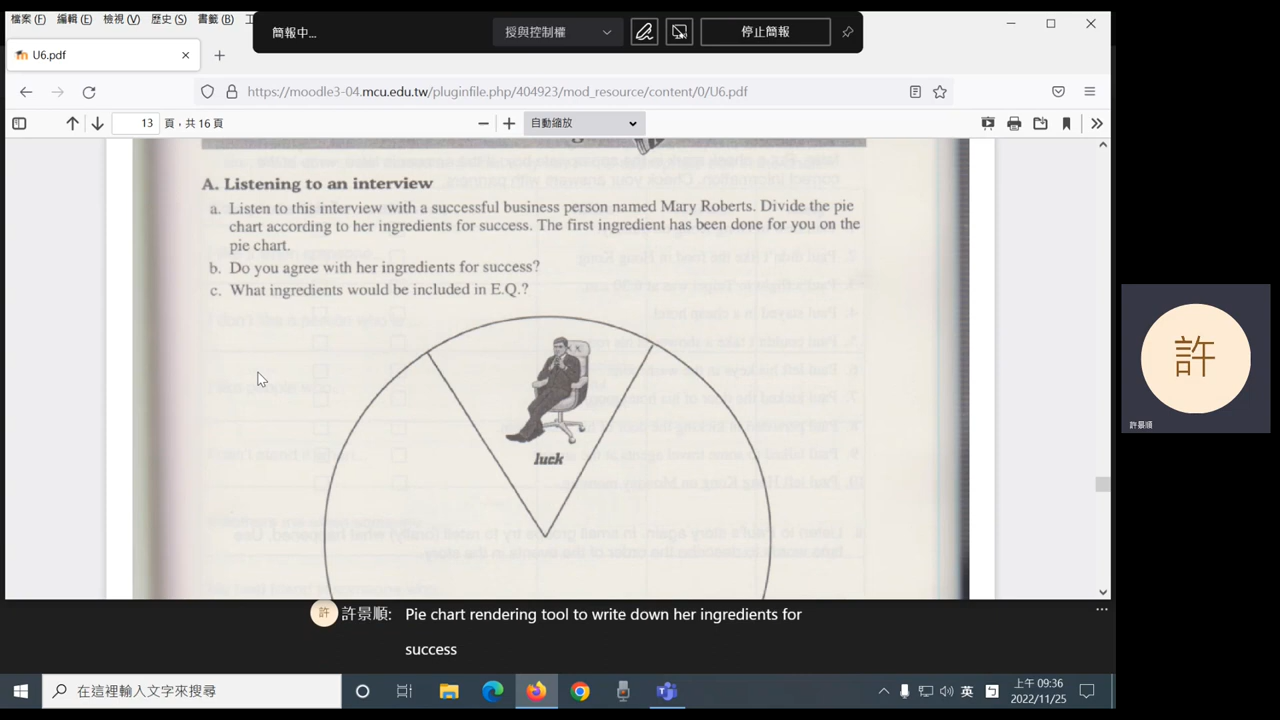 檔案 (F) 編輯 (E) 檢視 (V) 歷史 (S) 書籤 (B)
簡報中...
授與控制權
停止簡報
U6.pdf
https://moodle3-04.mcu.edu.tw/pluginfile.php/404923/mod_resource/content/0/U6.pdf
13 頁，共 16 頁
自動縮放
A. Listening to an interview
a. Listen to this interview with a successful business person named Mary Roberts. Divide the pie
chart according to her ingredients for success. The first ingredient has been done for you on the
pie chart.
b. Do you agree with her ingredients for success?
c. What ingredients would be included in E.Q.?
luck
許
許景順
許 許景順: Pie chart rendering tool to write down her ingredients for
success
在這裡輸入文字來搜尋
英
上午 09:36
2022/11/25